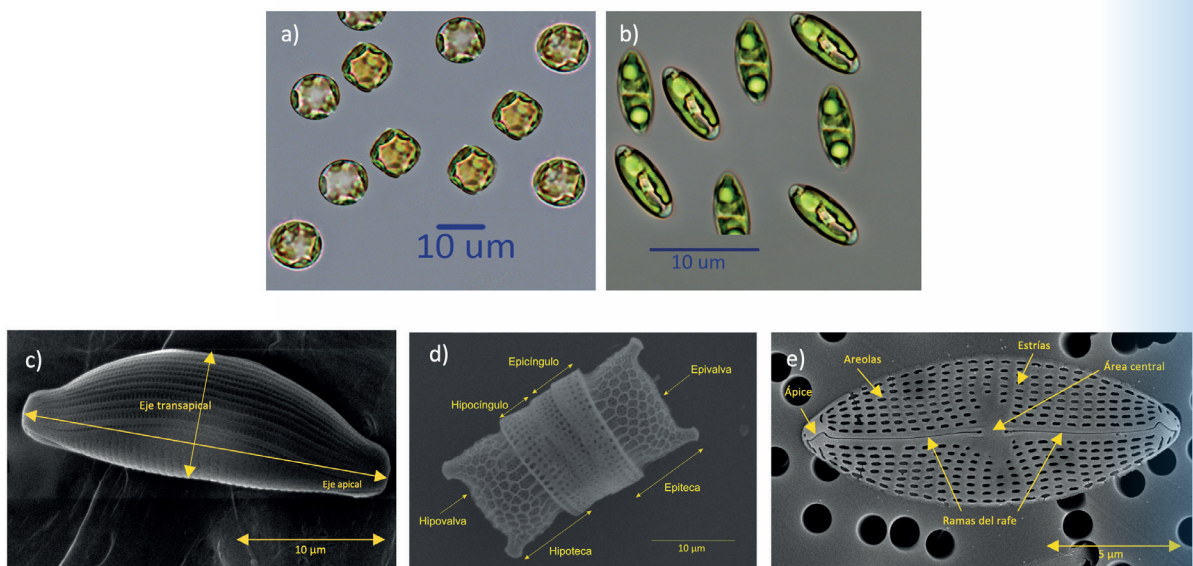 a)
10 um
b)
10 um
c)
Eje transapical
Eje apical
10 µm
d)
Epicíngulo
Hipocíngulo
Epivalva
Epiteca
Hipovalva
Hipoteca
10 µm
e)
Estrías
Areolas
Área central
Ápice
Ramas del rafe
5 µm